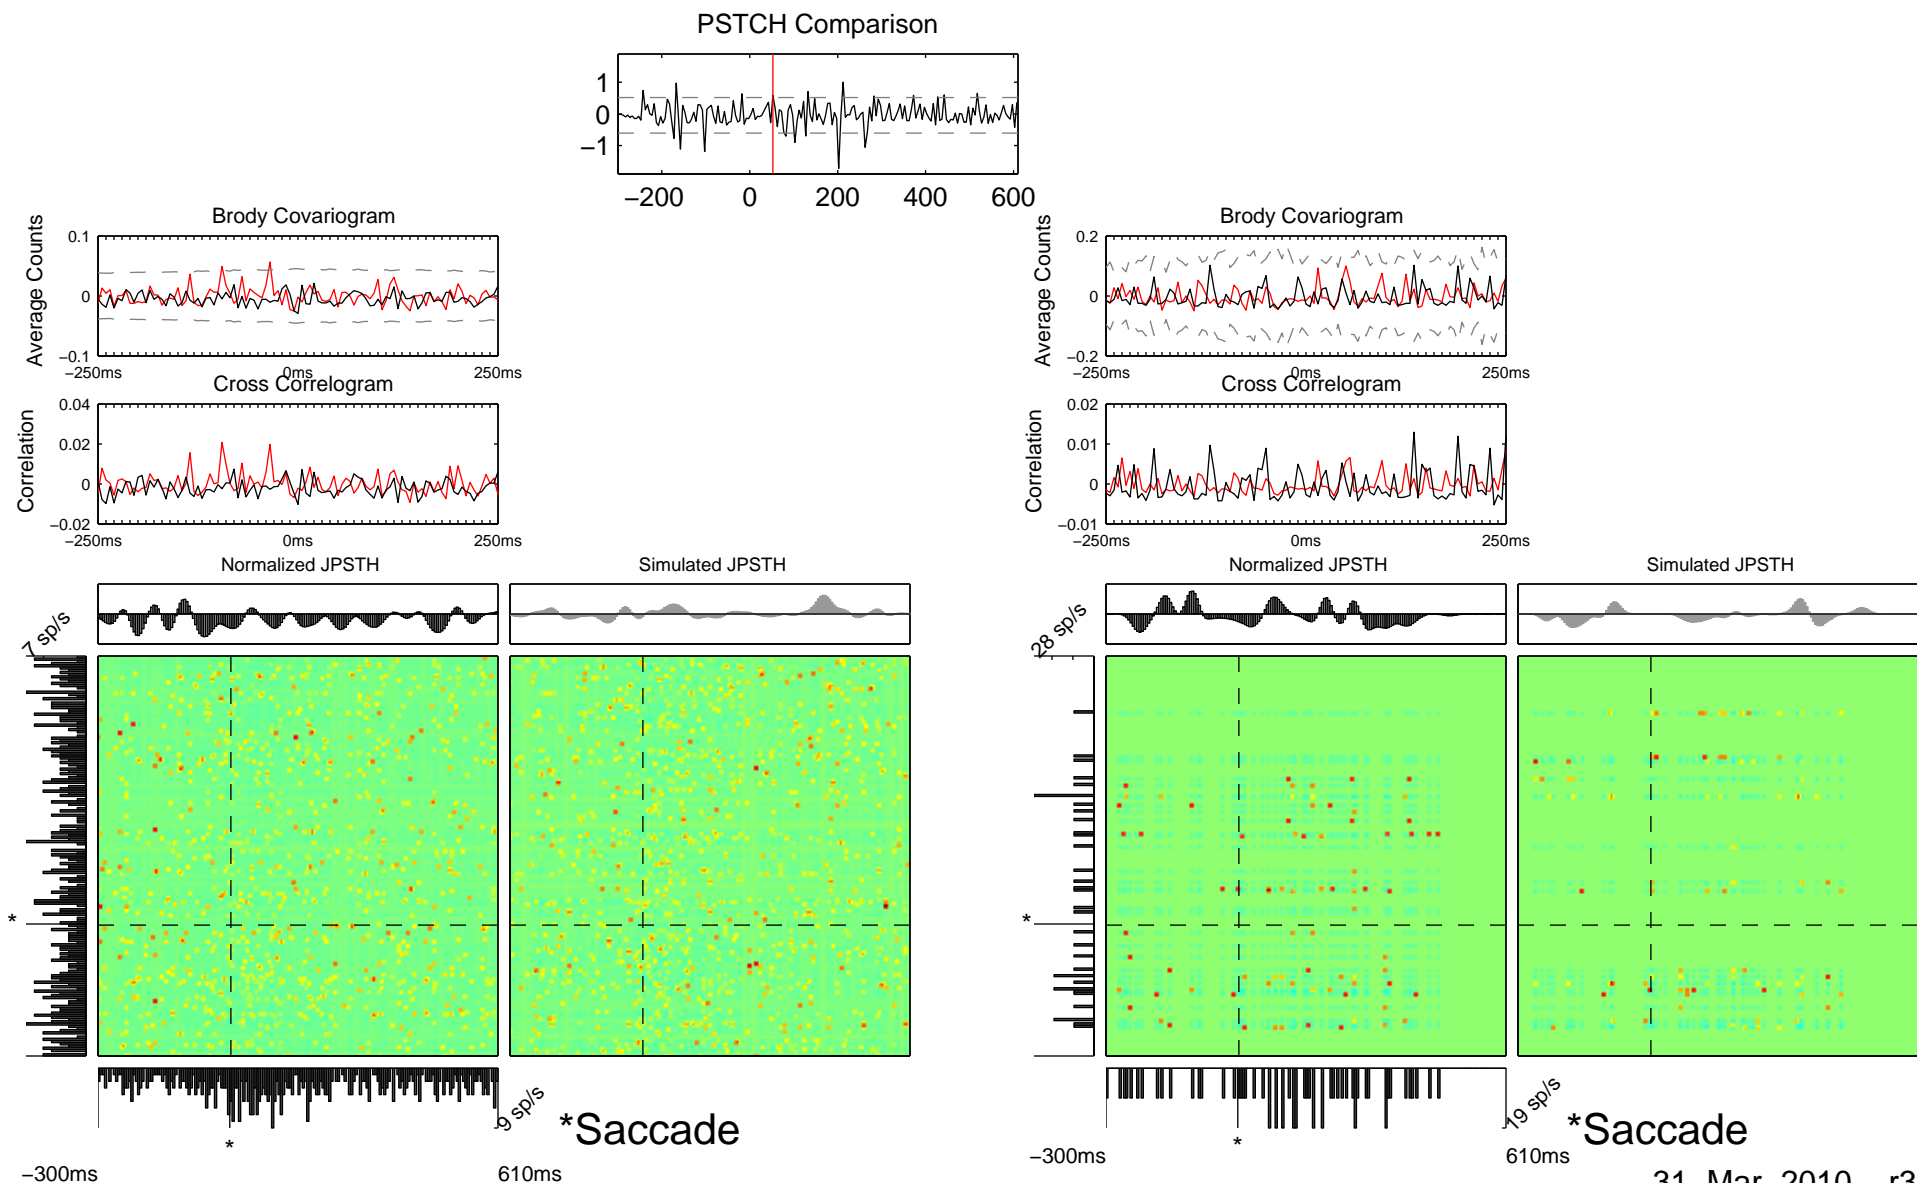 PSTCH Comparison
1
0
−1
−200 0 200 400 600
Brody Covariogram
Average Counts
0.1
0
−0.1
−250ms 0ms 250ms
Cross Correlogram
Correlation
0.04
0.02
0
−0.02
−250ms 0ms 250ms
Normalized JPSTH
Simulated JPSTH
7 sp/s
*
*
9 sp/s
*Saccade
−300ms 610ms
Brody Covariogram
Average Counts
0.2
0
−0.2
−250ms 0ms 250ms
Cross Correlogram
Correlation
0.02
0.01
0
−0.01
−250ms 0ms 250ms
Normalized JPSTH
Simulated JPSTH
28 sp/s
*
*
19 sp/s
*Saccade
−300ms 610ms